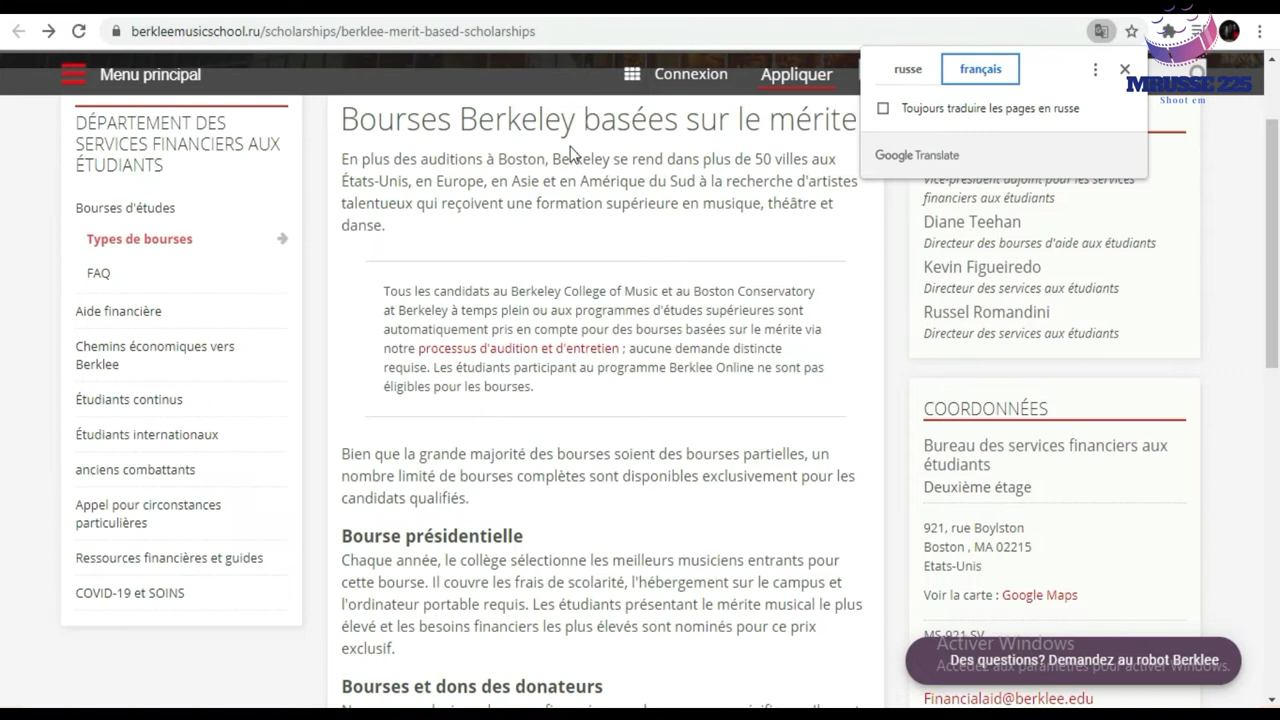 berkleemusicschool.ru/scholarships/berklee-merit-based-scholarships
Menu principal
Connexion
Appliquer
russe
français
Toujours traduire les pages en russe
Google Translate
MRUSSE 225
Shoot em
DÉPARTEMENT DES
SERVICES FINANCIERS AUX
ÉTUDIANTS
Bourses d'études
Types de bourses
FAQ
Aide financière
Chemins économiques vers
Berklee
Étudiants continus
Étudiants internationaux
anciens combattants
Appel pour circonstances
particulières
Ressources financières et guides
COVID-19 et SOINS
Bourses Berkeley basées sur le mérite
En plus des auditions à Boston, Berkeley se rend dans plus de 50 villes aux
États-Unis, en Europe, en Asie et en Amérique du Sud à la recherche d'artistes
talentueux qui reçoivent une formation supérieure en musique, théâtre et
danse.
Tous les candidats au Berkeley College of Music et au Boston Conservatory
at Berkeley à temps plein ou aux programmes d'études supérieures sont
automatiquement pris en compte pour des bourses basées sur le mérite via
notre processus d'audition et d'entretien ; aucune demande distincte
requise. Les étudiants participant au programme Berklee Online ne sont pas
éligibles pour les bourses.
Bien que la grande majorité des bourses soient des bourses partielles, un
nombre limité de bourses complètes sont disponibles exclusivement pour les
candidats qualifiés.
Bourse présidentielle
Chaque année, le collège sélectionne les meilleurs musiciens entrants pour
cette bourse. Il couvre les frais de scolarité, l'hébergement sur le campus et
l'ordinateur portable requis. Les étudiants présentant le mérite musical le plus
élevé et les besoins financiers les plus élevés sont nominés pour ce prix
exclusif.
Bourses et dons des donateurs
Vice-président adjoint pour les services
financiers aux étudiants
Diane Teehan
Directeur des bourses d'aide aux étudiants
Kevin Figueiredo
Directeur des services aux étudiants
Russel Romandini
Directeur des services aux étudiants
COORDONNÉES
Bureau des services financiers aux
étudiants
Deuxième étage
921, rue Boylston
Boston , MA 02215
Etats-Unis
Voir la carte : Google Maps
MS-921 SV
Activer Windows
Accédez aux paramètres pour activer Windows.
Des questions? Demandez au robot Berklee
Financialaid@berklee.edu